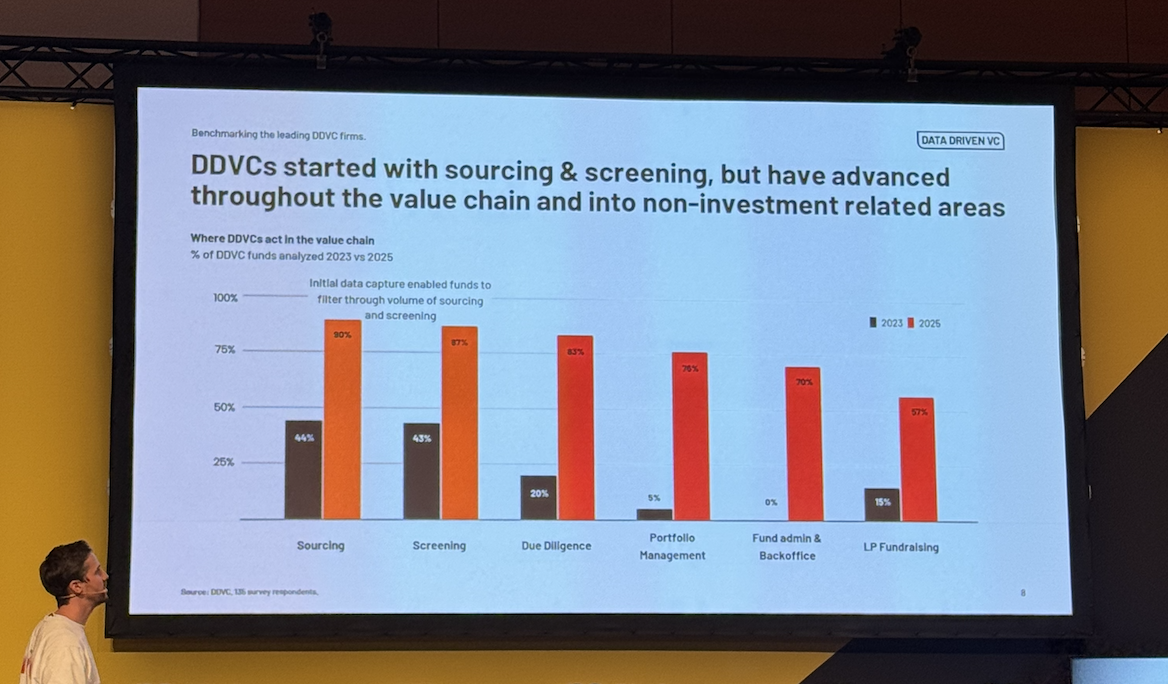 Benchmarking the leading DDVC firms.
DATA DRIVEN VC
DDVCs started with sourcing & screening, but have advanced
throughout the value chain and into non-investment related areas
Where DDVCs act in the value chain
% of DDVC funds analyzed 2023 vs 2025
Initial data capture enabled funds to
filter through volume of sourcing
and screening
100%
75%
50%
25%
2023 2025
44%
90%
43%
87%
20%
83%
5%
0%
70%
15%
57%
Sourcing
Screening
Due Diligence
Portfolio
Management
Fund admin &
Backoffice
LP Fundraising
Source: DDVC, survey respondents.
8